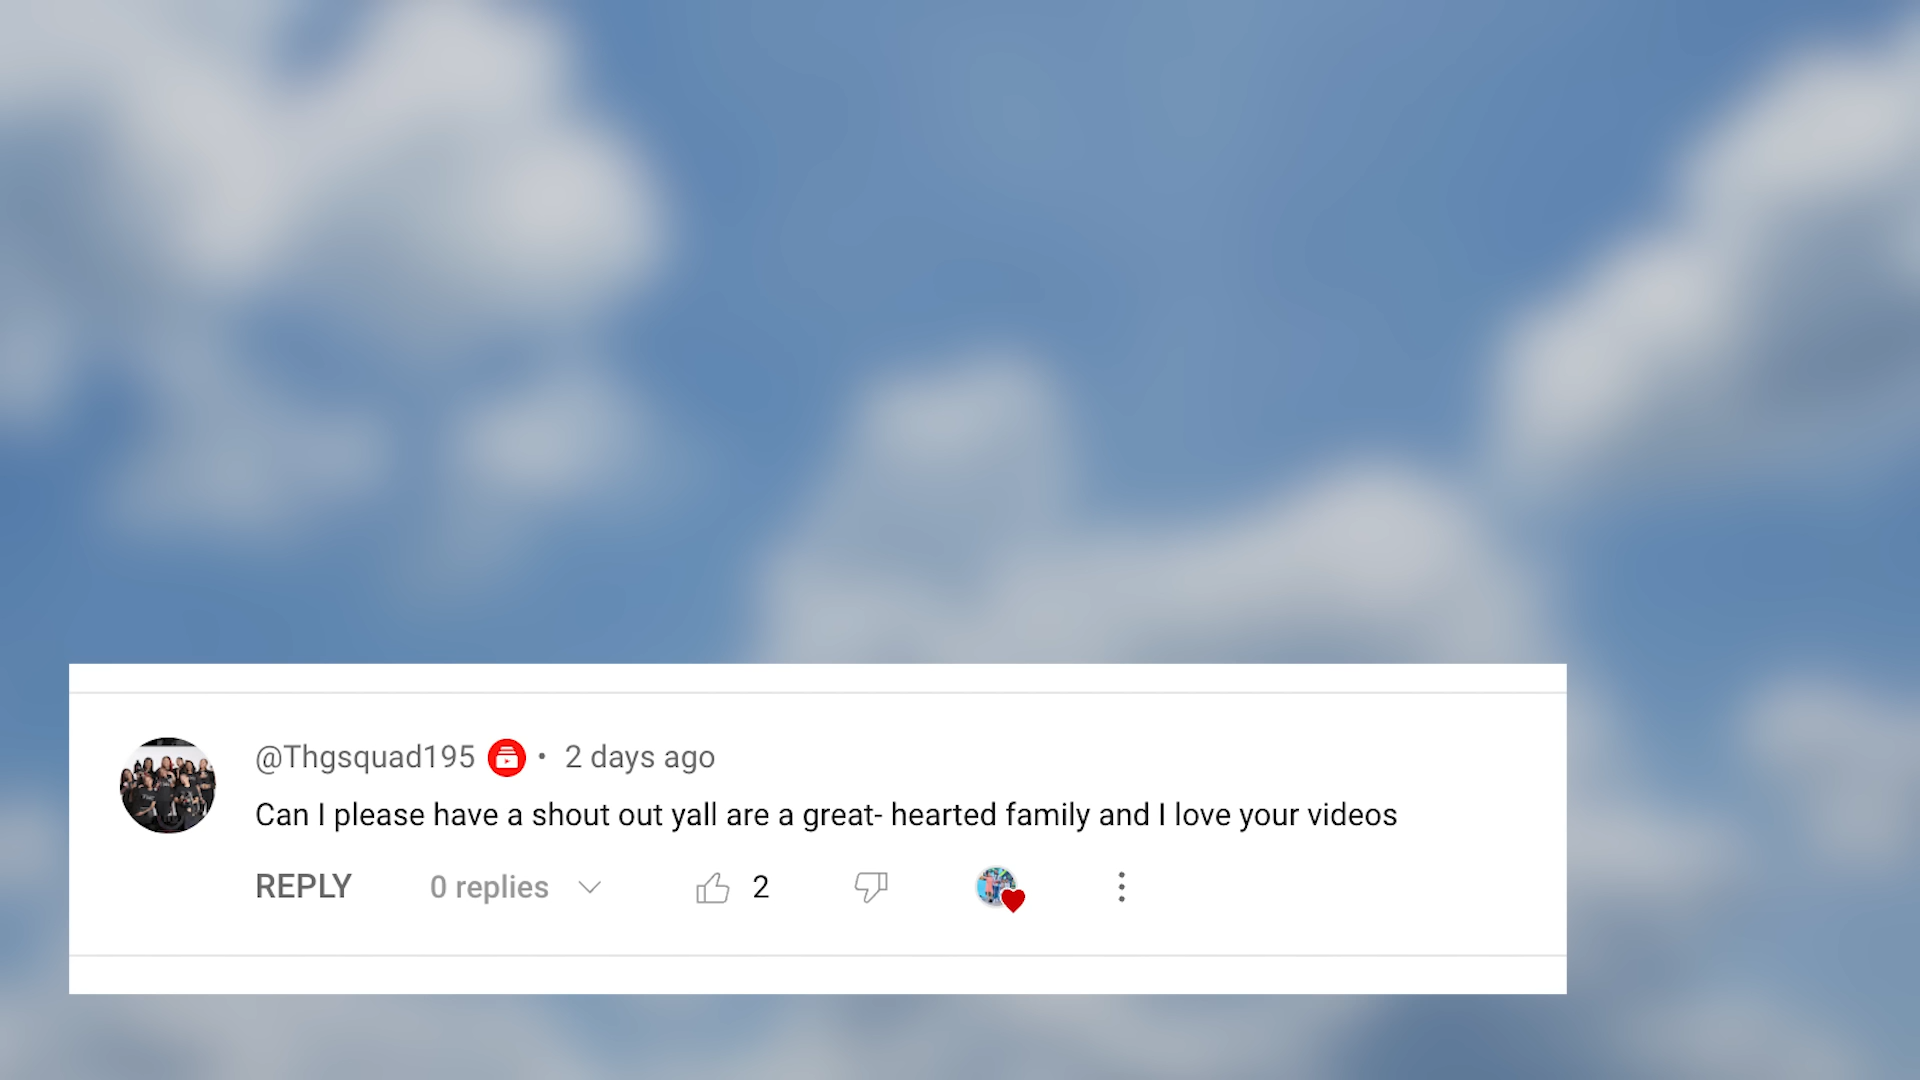 @Thgsquad195 • 2 days ago
Can I please have a shout out yall are a great- hearted family and I love your videos
REPLY 0 replies 2